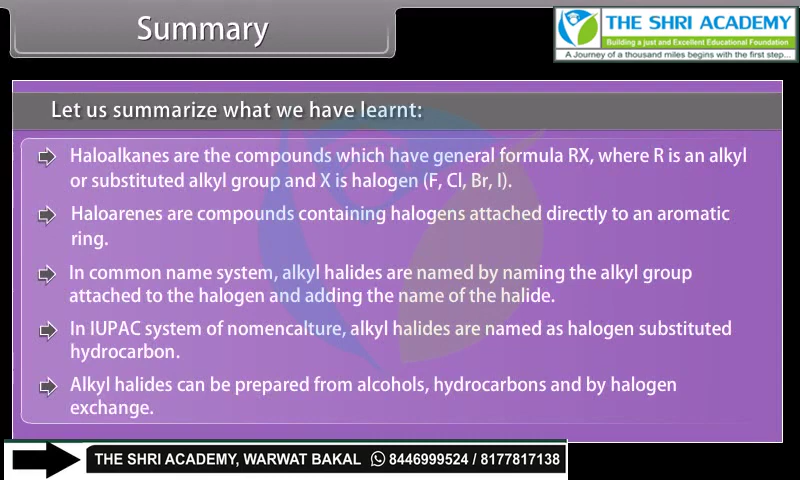 Summary
THE SHRI ACADEMY
Building a just and Excellent Educational Foundation
A Journey of a thousand miles begins with the first step...
Let us summarize what we have learnt:
Haloalkanes are the compounds which have general formula RX, where R is an alkyl
or substituted alkyl group and X is halogen (F, Cl, Br, I).
Haloarenes are compounds containing halogens attached directly to an aromatic
ring.
In common name system, alkyl halides are named by naming the alkyl group
attached to the halogen and adding the name of the halide.
In IUPAC system of nomencalture, alkyl halides are named as halogen substituted
hydrocarbon.
Alkyl halides can be prepared from alcohols, hydrocarbons and by halogen
exchange.
THE SHRI ACADEMY, WARWAT BAKAL 8446999524 / 8177817138